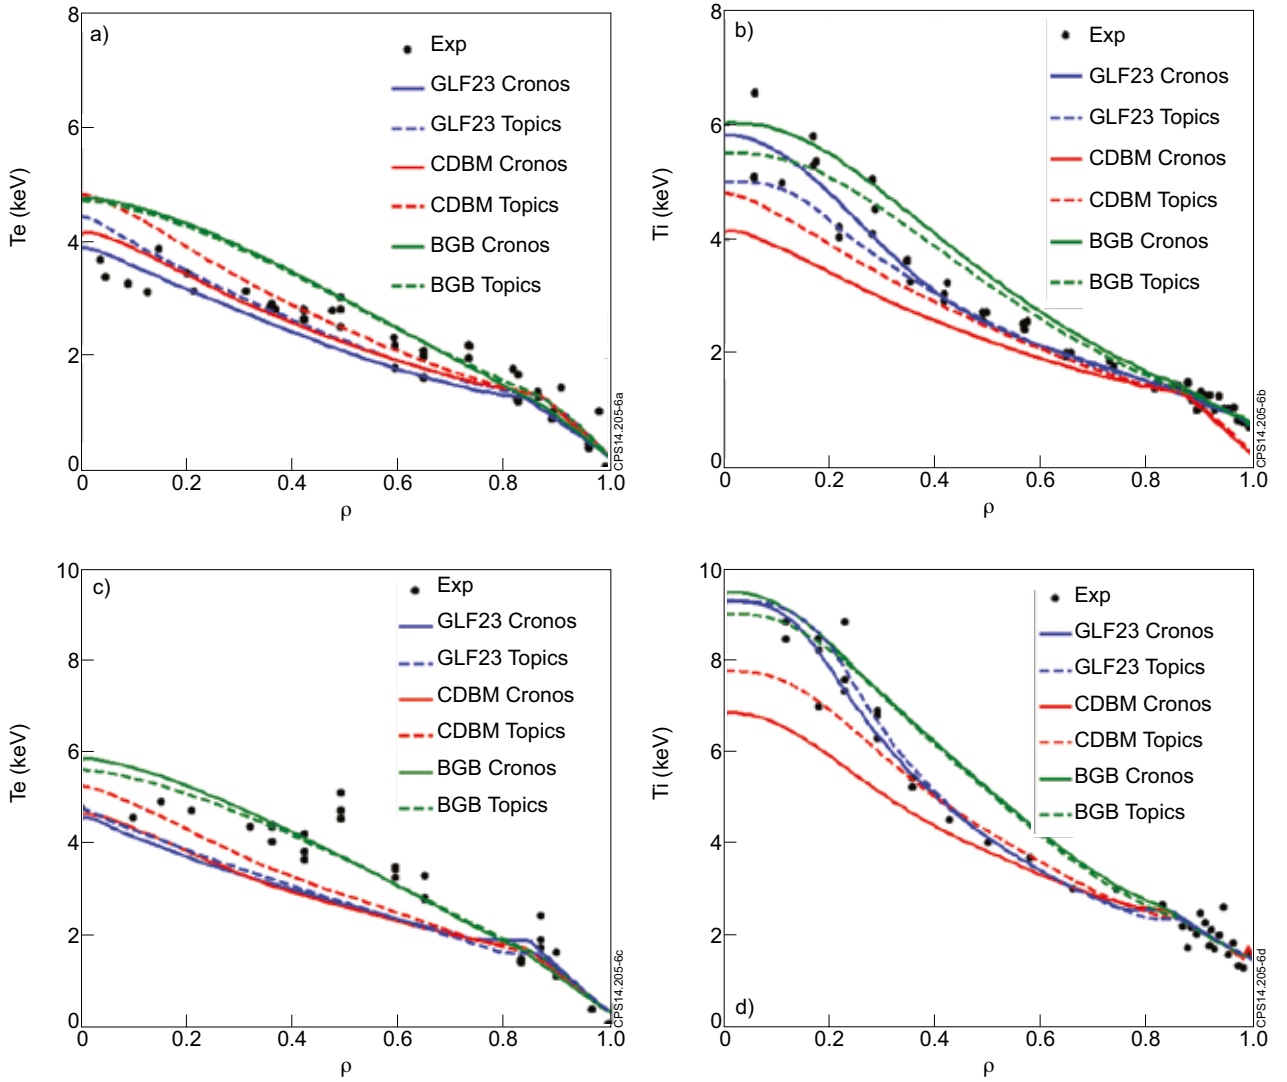 a)
8
6
4
2
0
Te (keV)
Exp
GLF23 Cronos
GLF23 Topics
CDBM Cronos
CDBM Topics
BGB Cronos
BGB Topics
CPS14.205-6a
0 0.2 0.4 0.6 0.8 1.0
ρ
b)
8
6
4
2
0
Ti (keV)
Exp
GLF23 Cronos
GLF23 Topics
CDBM Cronos
CDBM Topics
BGB Cronos
BGB Topics
CPS14.205-6b
0 0.2 0.4 0.6 0.8 1.0
ρ
c)
10
8
6
4
2
0
Te (keV)
Exp
GLF23 Cronos
GLF23 Topics
CDBM Cronos
CDBM Topics
BGB Cronos
BGB Topics
CPS14.205-6c
0 0.2 0.4 0.6 0.8 1.0
ρ
10
8
6
4
2
0
Ti (keV)
Exp
GLF23 Cronos
GLF23 Topics
CDBM Cronos
CDBM Topics
BGB Cronos
BGB Topics
d)
CPS14.205-6d
0 0.2 0.4 0.6 0.8 1.0
ρ